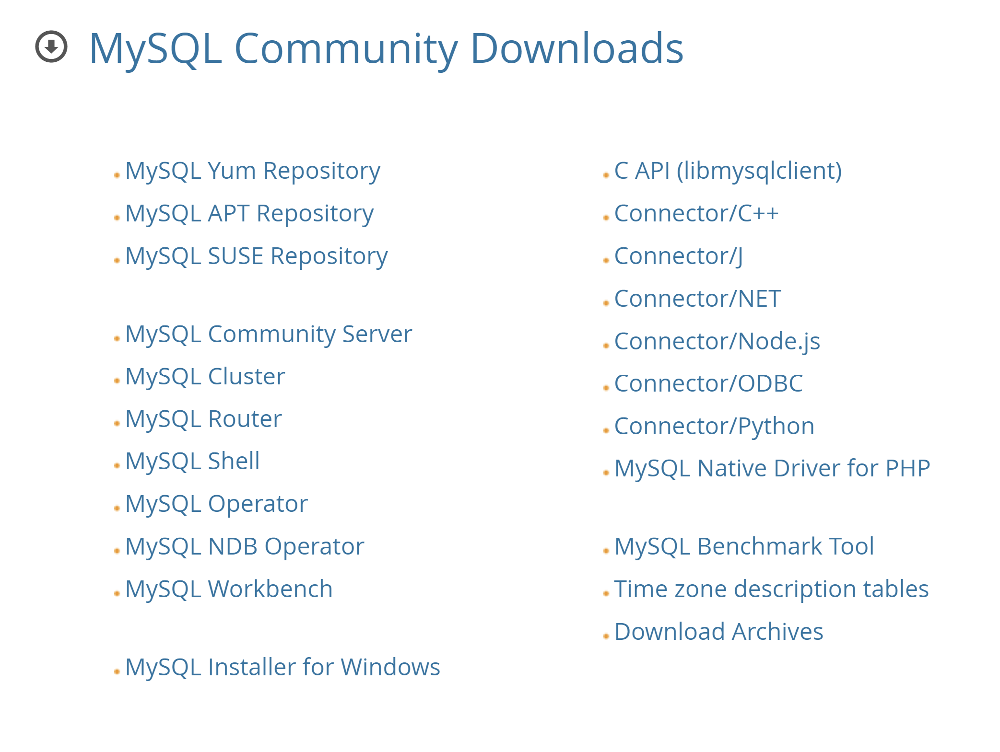 MySQL Community Downloads
MySQL Yum Repository
MySQL APT Repository
MySQL SUSE Repository
MySQL Community Server
MySQL Cluster
MySQL Router
MySQL Shell
MySQL Operator
MySQL NDB Operator
MySQL Workbench
MySQL Installer for Windows
C API (libmysqlclient)
Connector/C++
Connector/J
Connector/NET
Connector/Node.js
Connector/ODBC
Connector/Python
MySQL Native Driver for PHP
MySQL Benchmark Tool
Time zone description tables
Download Archives